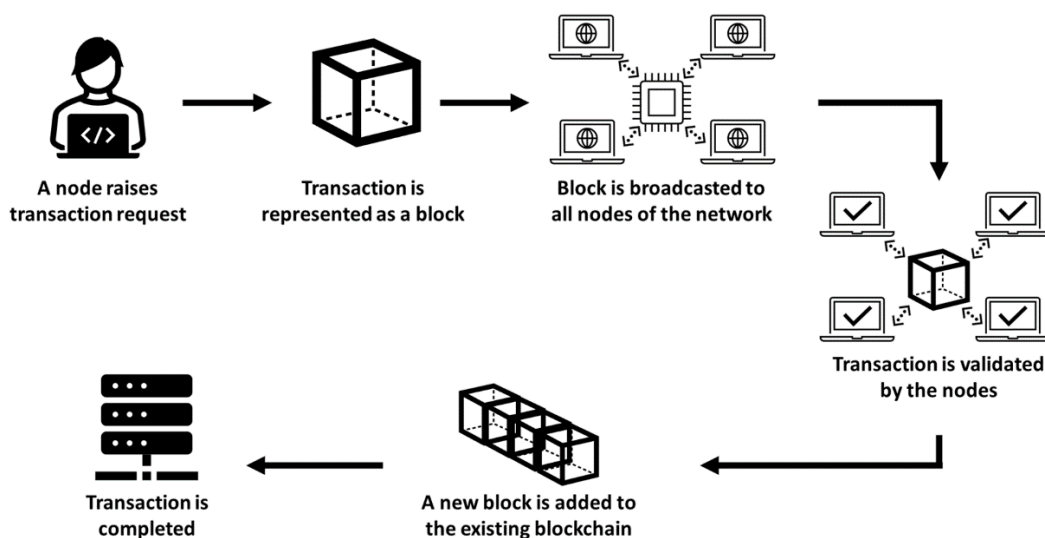 </>
A node raises
transaction request
Transaction is
represented as a block
Block is broadcasted to
all nodes of the network
Transaction is validated
by the nodes
A new block is added to
the existing blockchain
Transaction is
completed